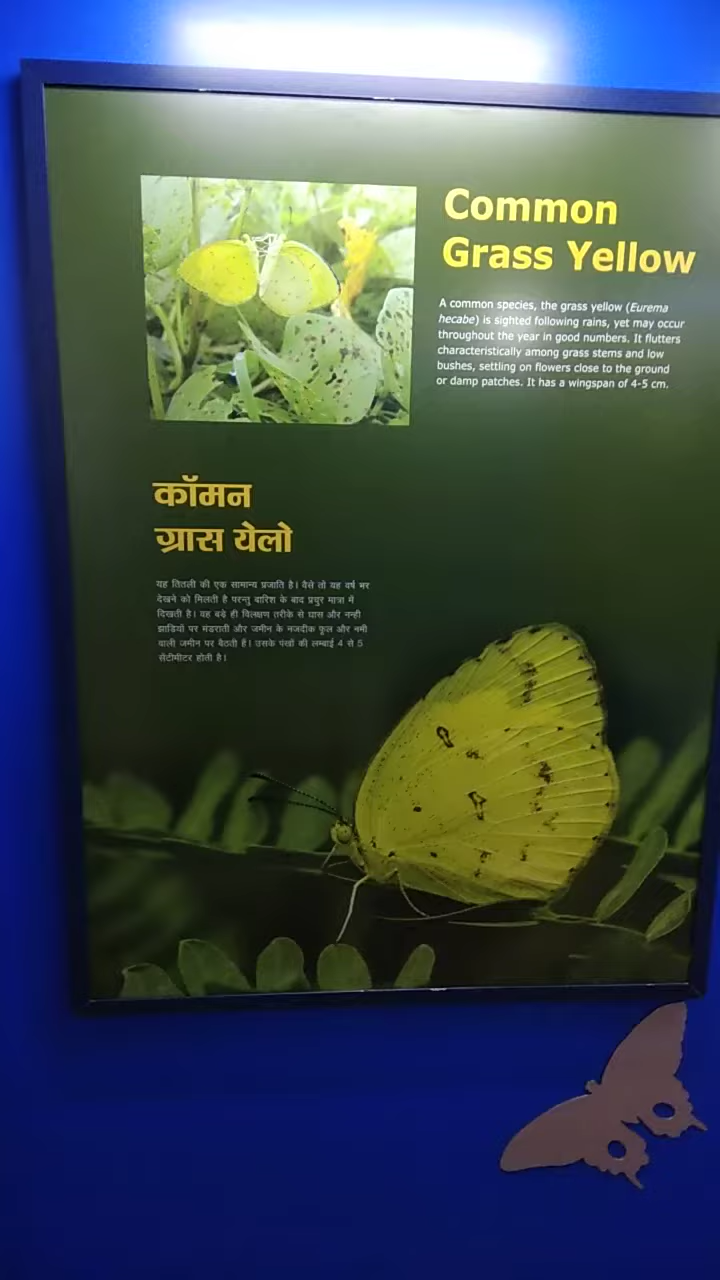 Common
Grass Yellow
A common species, the grass yellow (Eurema
hecabe) is sighted following rains, yet may occur
throughout the year in good numbers. It flutters
characteristically among grass stems and low
bushes, settling on flowers close to the ground
or damp patches. It has a wingspan of 4-5 cm.
कॉमन
ग्रास येलो
यह तितली की एक सामान्य प्रजाति है। वैसे तो यह वर्ष भर
देखने को मिलती है परन्तु बारिश के बाद प्रचुर मात्रा में
दिखती है। यह बड़े ही विलक्षण तरीके से घास और नन्ही
झाडियों पर मंडराती और जमीन के नजदीक फूल और नमी
वाली जमीन पर बैठती हैं। उसके पंखों की लम्बाई 4 से 5
सेंटीमीटर होती है।